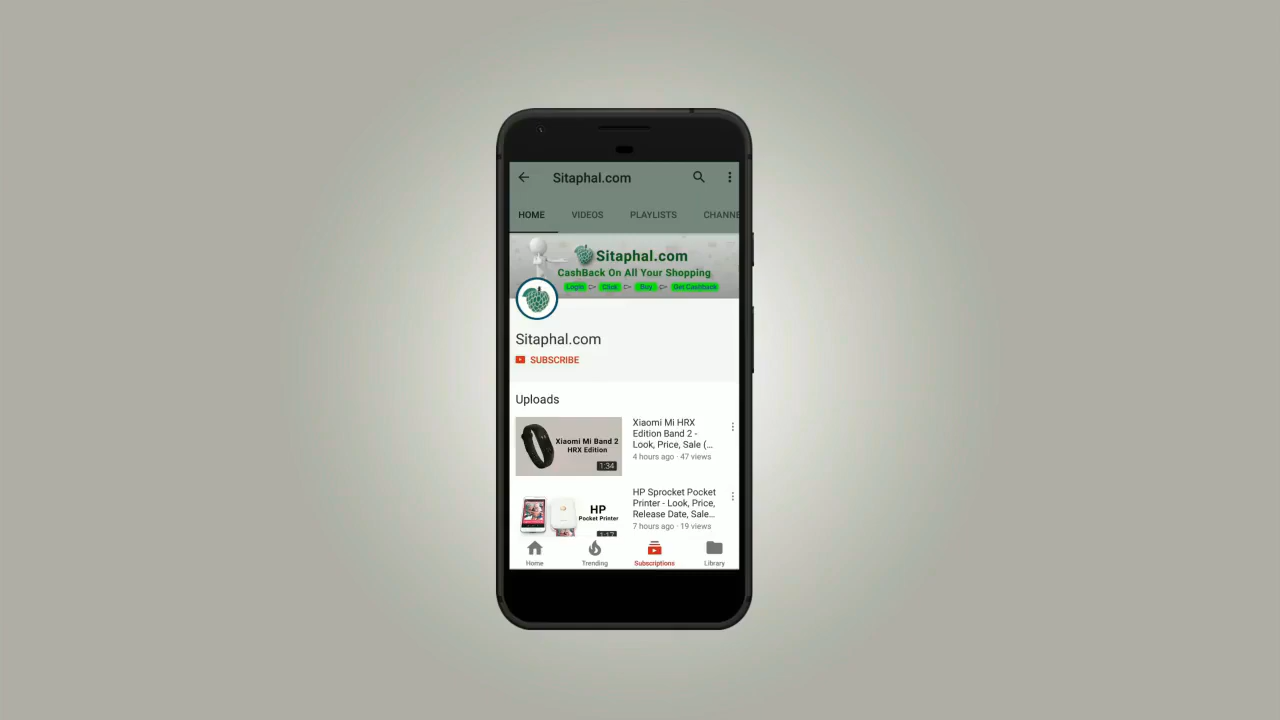 Sitaphal.com
HOME VIDEOS PLAYLISTS CHANNE
Sitaphal.com
CashBack On All Your Shopping
Login Click Buy Get Cashback
Sitaphal.com
SUBSCRIBE
Uploads
Xiaomi Mi Band 2
HRX Edition
1:34
Xiaomi Mi HRX
Edition Band 2 -
Look, Price, Sale (...
4 hours ago · 47 views
HP
Pocket Printer
1:17
HP Sprocket Pocket
Printer - Look, Price,
Release Date, Sale...
7 hours ago · 19 views
Home Trending Subscriptions Library